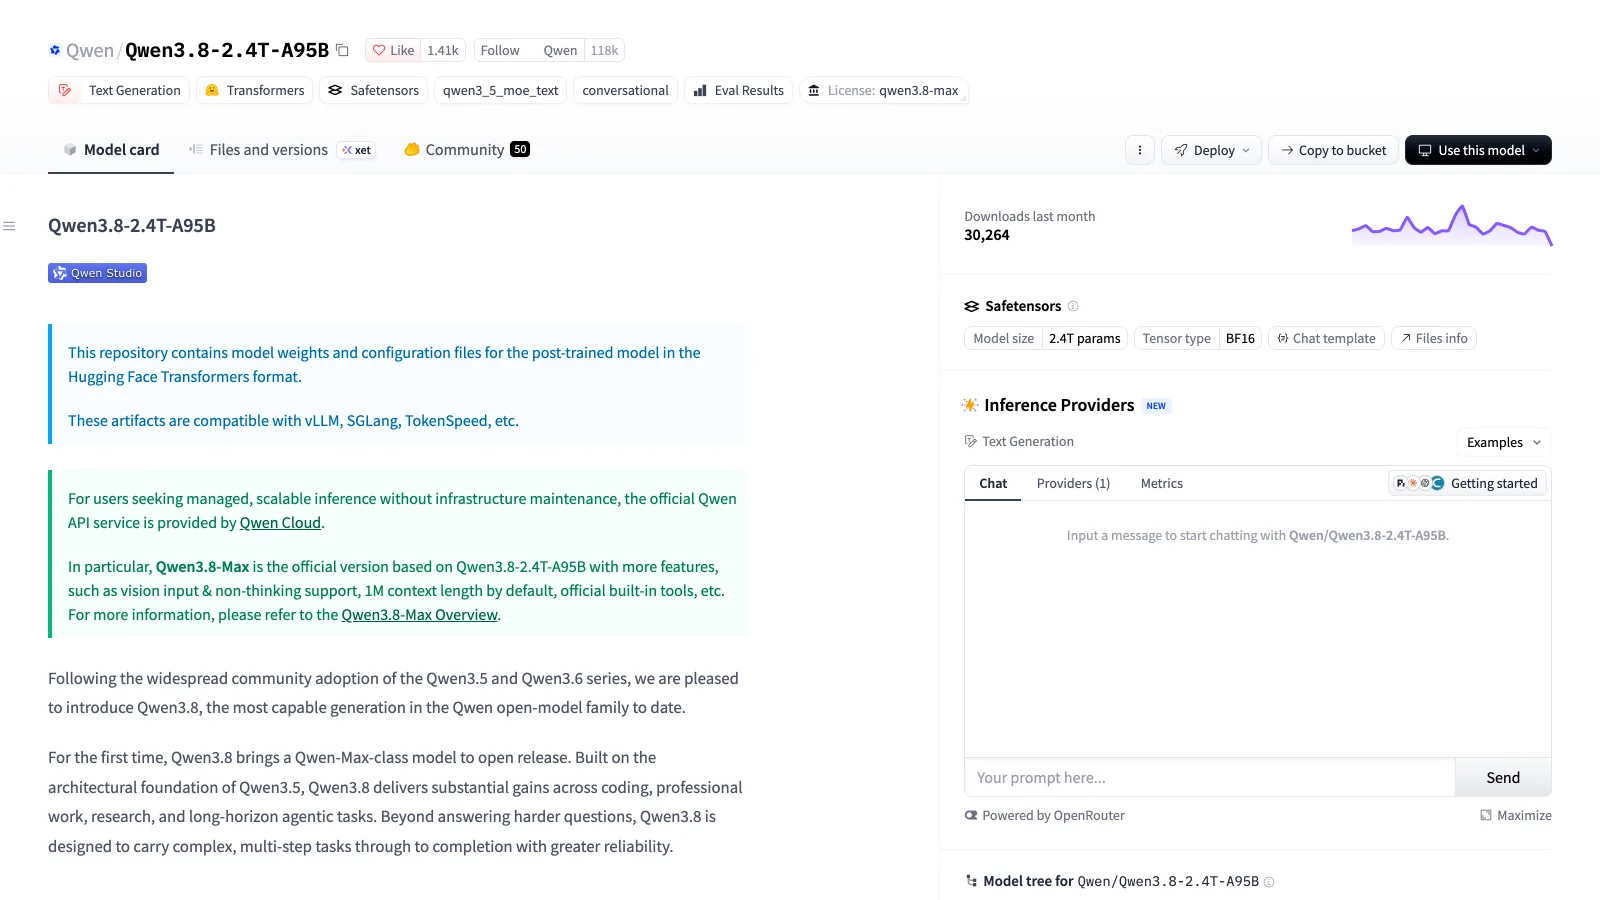 Qwen/Qwen3.8-2.4T-A95B Like 1.41k Follow Qwen 118k
Text Generation Transformers Safetensors qwen3_5_moe_text conversational Eval Results License: qwen3.8-max
Model card Files and versions xet Community 50 Deploy Copy to bucket Use this model
Qwen3.8-2.4T-A95B
Qwen Studio
This repository contains model weights and configuration files for the post-trained model in the
Hugging Face Transformers format.
These artifacts are compatible with vLLM, SGLang, TokenSpeed, etc.
For users seeking managed, scalable inference without infrastructure maintenance, the official Qwen
API service is provided by Qwen Cloud.
In particular, Qwen3.8-Max is the official version based on Qwen3.8-2.4T-A95B with more features,
such as vision input & non-thinking support, 1M context length by default, official built-in tools, etc.
For more information, please refer to the Qwen3.8-Max Overview.
Following the widespread community adoption of the Qwen3.5 and Qwen3.6 series, we are pleased
to introduce Qwen3.8, the most capable generation in the Qwen open-model family to date.
For the first time, Qwen3.8 brings a Qwen-Max-class model to open release. Built on the
architectural foundation of Qwen3.5, Qwen3.8 delivers substantial gains across coding, professional
work, research, and long-horizon agentic tasks. Beyond answering harder questions, Qwen3.8 is
designed to carry complex, multi-step tasks through to completion with greater reliability.
Downloads last month
30,264
Safetensors
Model size 2.4T params Tensor type BF16 Chat template Files info
Inference Providers NEW
Text Generation Examples
Chat Providers (1) Metrics Getting started
Input a message to start chatting with Qwen/Qwen3.8-2.4T-A95B.
Your prompt here... Send
Powered by OpenRouter Maximize
Model tree for Qwen/Qwen3.8-2.4T-A95B